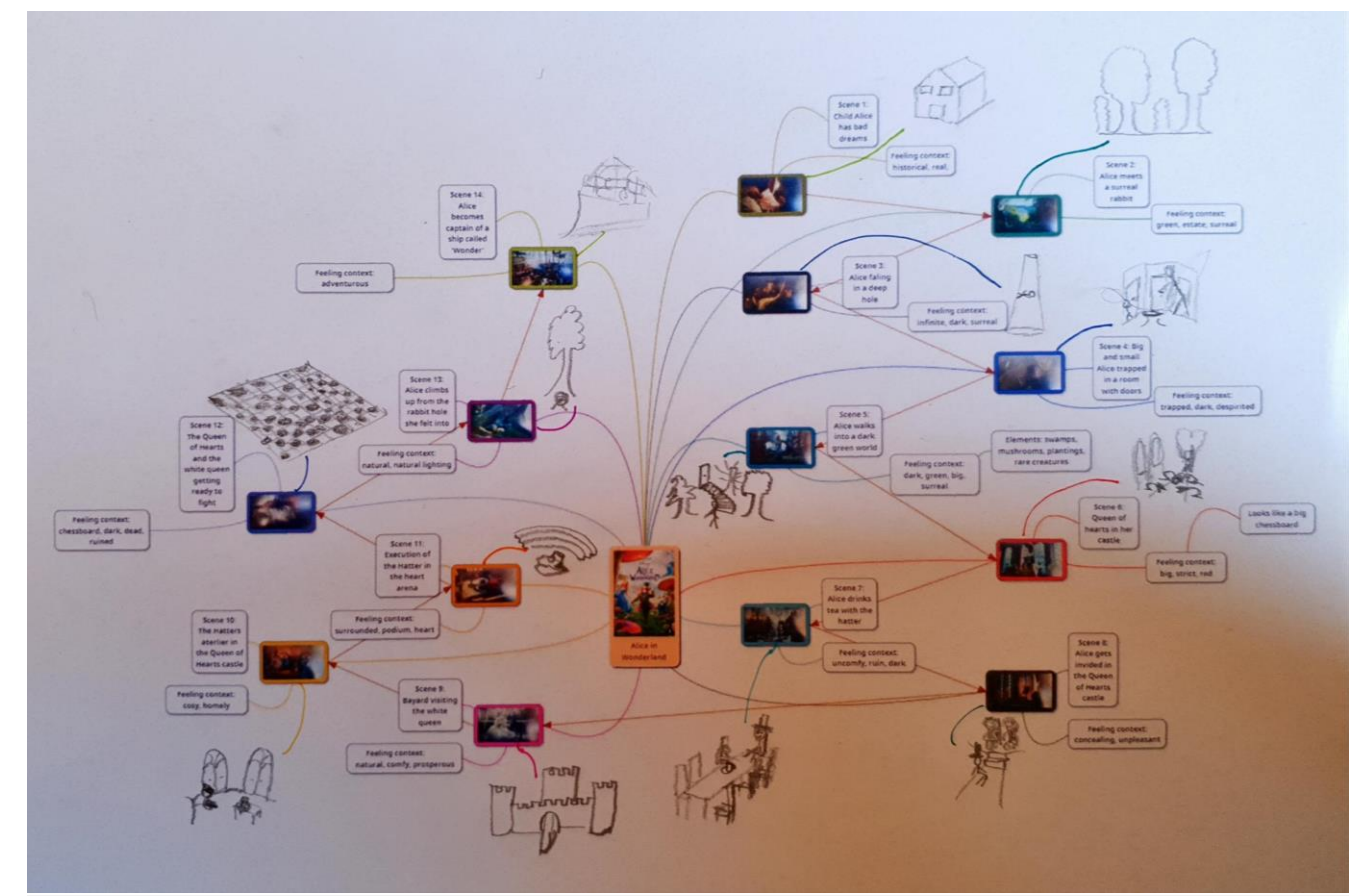 Scene 1:
Child Alice
has bad
dreams
Feeling context:
historical, real,
Scene 2:
Alice meets
a surreal
rabbit
Feeling context:
green, estate, surreal
Scene 3:
Alice faling
in a deep
hole
Feeling context:
infinite, dark, surreal
Scene 4: Big
and small
Alice trapped
in a room
with doors
Feeling context:
trapped, dark, despirited
Scene 5:
Alice walks
into a dark
green world
Feeling context:
dark, green, big,
surreal
Elements: swamps,
mushrooms, plantings,
rare creatures
Scene 6:
Queen of
hearts in her
castle
Feeling context:
big, strict, red
Looks like a big
chessboard
Scene 7:
Alice drinks
tea with the
hatter
Feeling context:
uncomfy, ruin, dark
Scene 8:
Alice gets
invided in the
Queen of
Hearts
castle
Feeling context:
concealing, unpleasant
Scene 9:
Bayard visiting
the white
queen
Feeling context:
natural, comfy, prosperous
Scene 10
The hatters
aterlier in
the Queen of
Hearts castle
Feeling context:
cosy, homely
Scene 11:
Execution of
the Hatter in
the heart
arena
Feeling context:
surrounded, podium, heart
Scene 12:
The Queen
of Hearts
and the
white queen
getting
ready to
fight
Feeling context:
chessboard, dark, dead,
ruined
Scene 13:
Alice climbs
up from the
rabbit hole
she felt into
Feeling context:
natural, natural lighting
Scene 14:
Alice
becomes
captain of a
ship called
'Wonder'
Feeling context:
adventurous
ALICE
Alice in
Wonderland